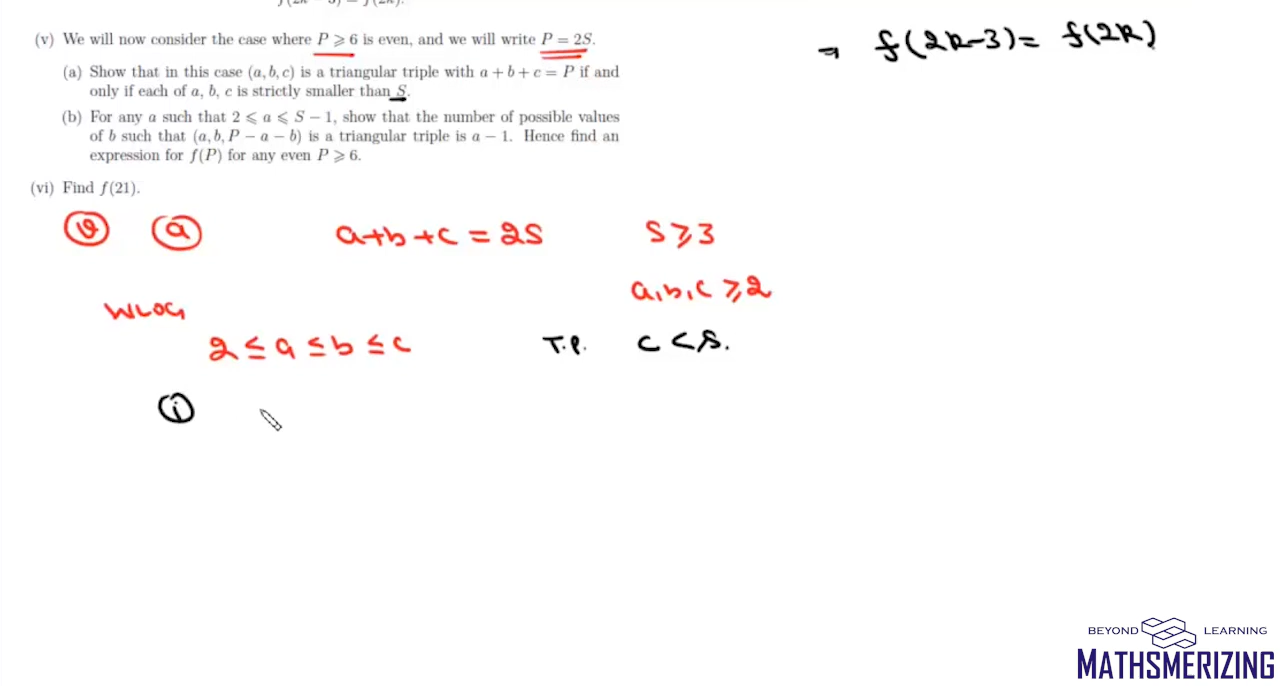 (v) We will now consider the case where P ⩾ 6 is even, and we will write P = 2S.
(a) Show that in this case (a, b, c) is a triangular triple with a + b + c = P if and
only if each of a, b, c is strictly smaller than S.
(b) For any a such that 2 ⩽ a ⩽ S − 1, show that the number of possible values
of b such that (a, b, P − a − b) is a triangular triple is a − 1. Hence find an
expression for f(P) for any even P ⩾ 6.
(vi) Find f(21).
⇒ f(2k-3) = f(2k)
(v) (a) a+b+c = 2S S ⩾ 3
a, b, c ⩾ 2
WLOG
2 ≤ a ≤ b ≤ c T.P. c < S.
(i)
BEYOND LEARNING
MATHSMERIZING